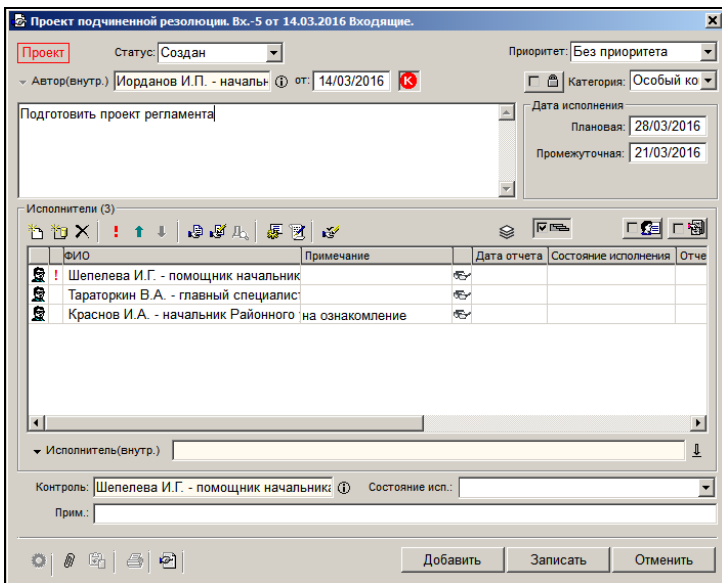 Проект подчиненной резолюции. Вх.-5 от 14.03.2016 Входящие.
Проект Статус: Создан Приоритет: Без приоритета
Автор(внутр.) Иорданов И.П. - начальн от: 14/03/2016 K Категория: Особый ко
Подготовить проект регламента
Дата исполнения
Плановая: 28/03/2016
Промежуточная: 21/03/2016
Исполнители (3)
ФИО Примечание Дата отчета Состояние исполнения Отче
! Шепелева И.Г. - помощник начальник
Тараторкин В.А. - главный специалист
Краснов И.А. - начальник Районного на ознакомление
Исполнитель(внутр.)
Контроль: Шепелева И.Г. - помощник начальника Состояние исп.:
Прим.:
Добавить Записать Отменить